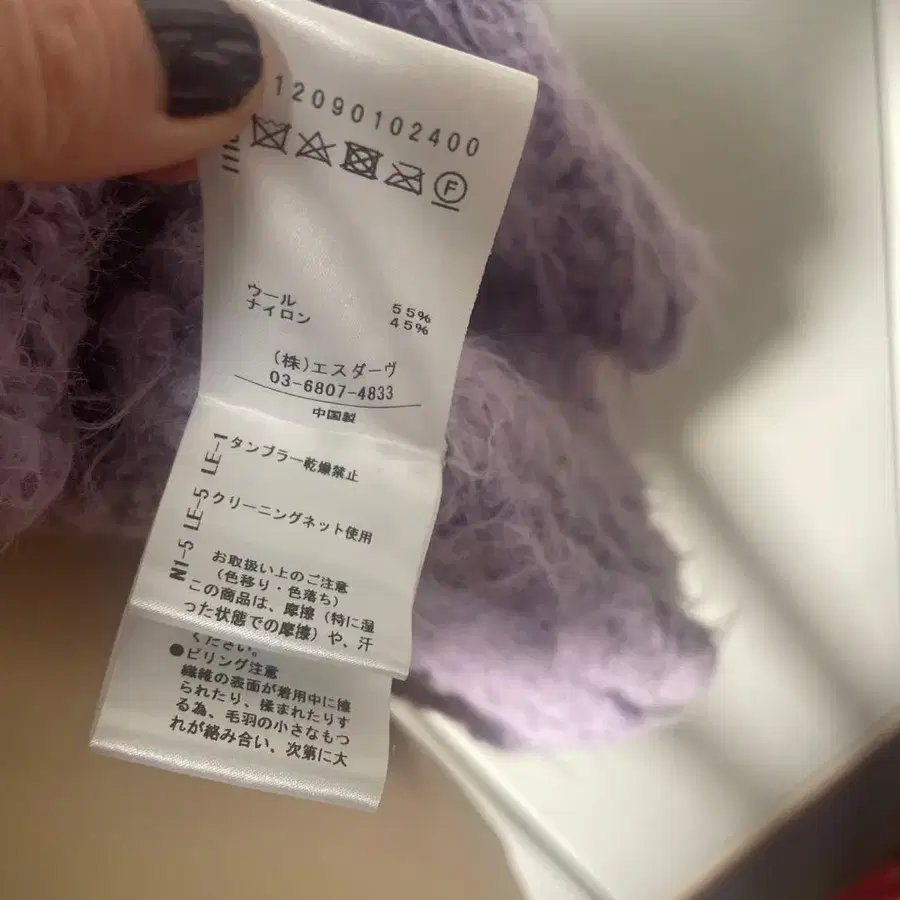 12090102400
F
ウール 55%
ナイロン 45%
(株)エスダーヴ
03-6807-4833
中国製
LE-1 タンブラー乾燥禁止
LE-5 クリーニングネット使用
N1-5 お取扱い上のご注意
(色移り・色落ち)
この商品は、摩擦(特に湿
った状態での摩擦)や、汗
ください。
●ピリング注意
繊維の表面が着用中に擦
られたり、揉まれたりす
る為、毛羽の小さなもつ
れが絡み合い、次第に大